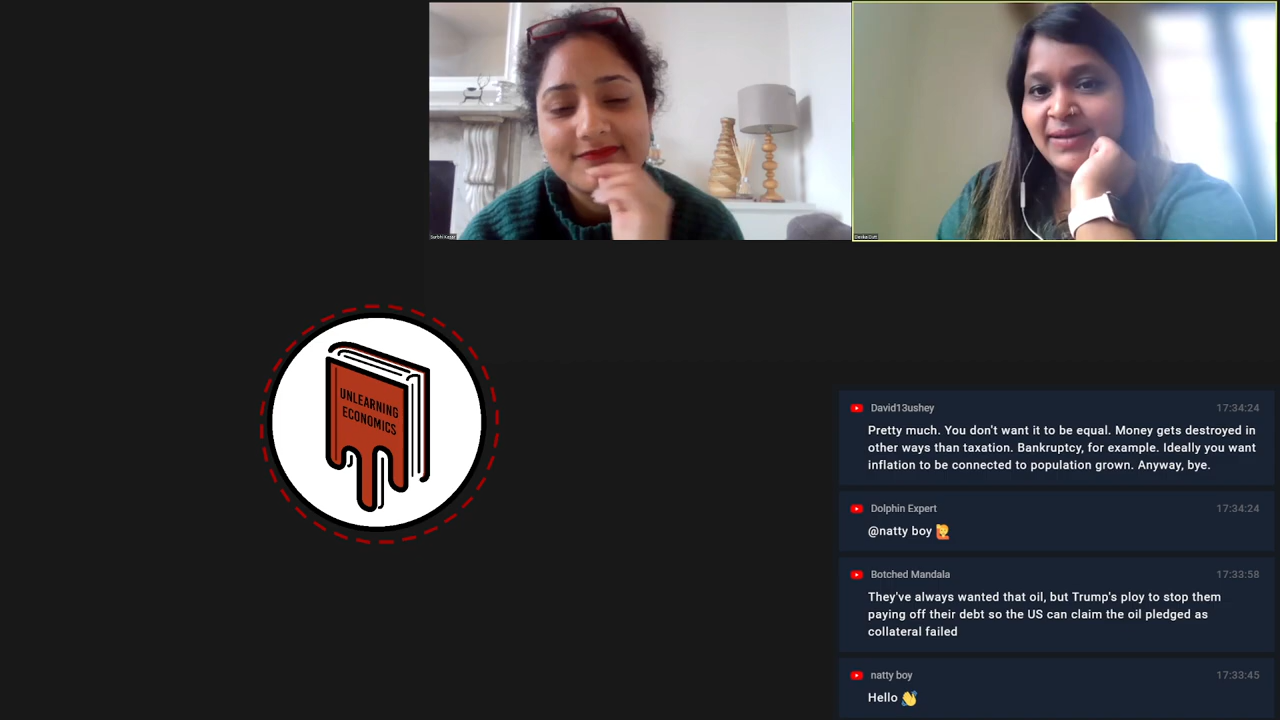 Surbhi Kesar
Devika Dutt
UNLEARNING
ECONOMICS
David13ushey 17:34:24
Pretty much. You don't want it to be equal. Money gets destroyed in
other ways than taxation. Bankruptcy, for example. Ideally you want
inflation to be connected to population grown. Anyway, bye.
Dolphin Expert 17:34:24
@natty boy 🙋
Botched Mandala 17:33:58
They've always wanted that oil, but Trump's ploy to stop them
paying off their debt so the US can claim the oil pledged as
collateral failed
natty boy 17:33:45
Hello 👋